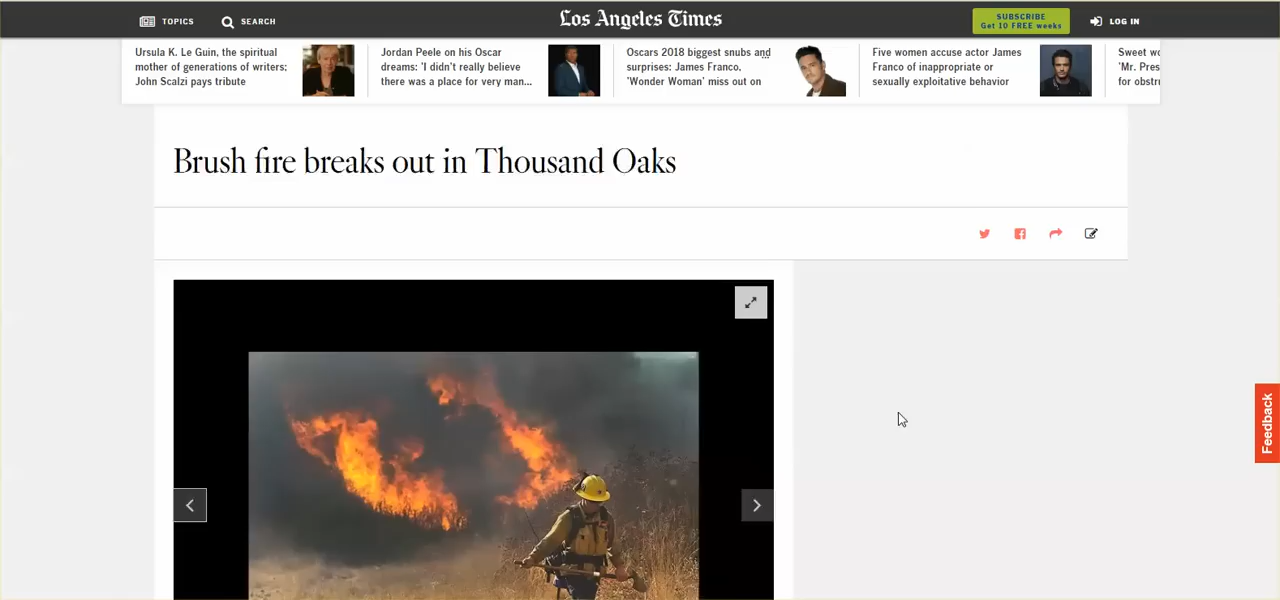 TOPICS
SEARCH
Los Angeles Times
SUBSCRIBE
Get 10 FREE weeks
LOG IN
Ursula K. Le Guin, the spiritual
mother of generations of writers;
John Scalzi pays tribute
Jordan Peele on his Oscar
dreams: 'I didn't really believe
there was a place for very man...
Oscars 2018 biggest snubs and
surprises: James Franco,
'Wonder Woman' miss out on
...
Five women accuse actor James
Franco of inappropriate or
sexually exploitative behavior
Sweet
'Mr.
for
Brush fire breaks out in Thousand Oaks
Feedback